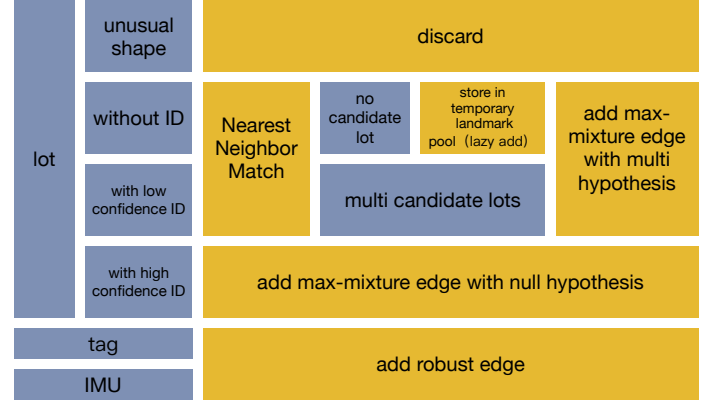 lot
unusual
shape
discard
without ID
Nearest
Neighbor
Match
no
candidate
lot
store in
temporary
landmark
pool（lazy add）
add max-
mixture edge
with multi
hypothesis
with low
confidence ID
multi candidate lots
with high
confidence ID
add max-mixture edge with null hypothesis
tag
IMU
add robust edge